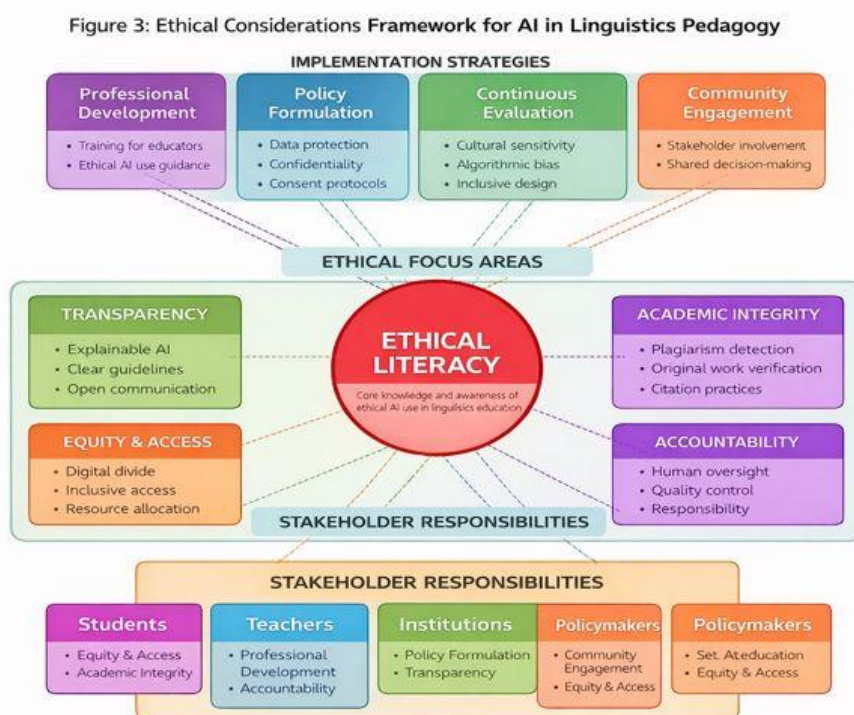 Figure 3: Ethical Considerations Framework for AI in Linguistics Pedagogy
IMPLEMENTATION STRATEGIES
Professional
Development
• Training for educators
• Ethical AI use guidance
Policy
Formulation
• Data protection
• Confidentiality
• Consent protocols
Continuous
Evaluation
• Cultural sensitivity
• Algorithmic bias
• Inclusive design
Community
Engagement
• Stakeholder involvement
• Shared decision-making
ETHICAL FOCUS AREAS
TRANSPARENCY
• Explainable AI
• Clear guidelines
• Open communication
EQUITY & ACCESS
• Digital divide
• Inclusive access
• Resource allocation
ETHICAL
LITERACY
Core knowledge and awareness of
ethical AI use in lingulisics education
ACADEMIC INTEGRITY
• Plagiarism detection
• Original work verification
• Citation practices
ACCOUNTABILITY
• Human oversight
• Quality control
• Responsibility
STAKEHOLDER RESPONSIBILITIES
STAKEHOLDER RESPONSIBILITIES
Students
• Equity & Access
• Academic Integrity
Teachers
• Professional
Development
• Accountability
Institutions
• Policy Formulation
• Transparency
Policymakers
• Community
Engagement
• Equity & Access
Policymakers
• Set. Ateducation
• Equity & Access